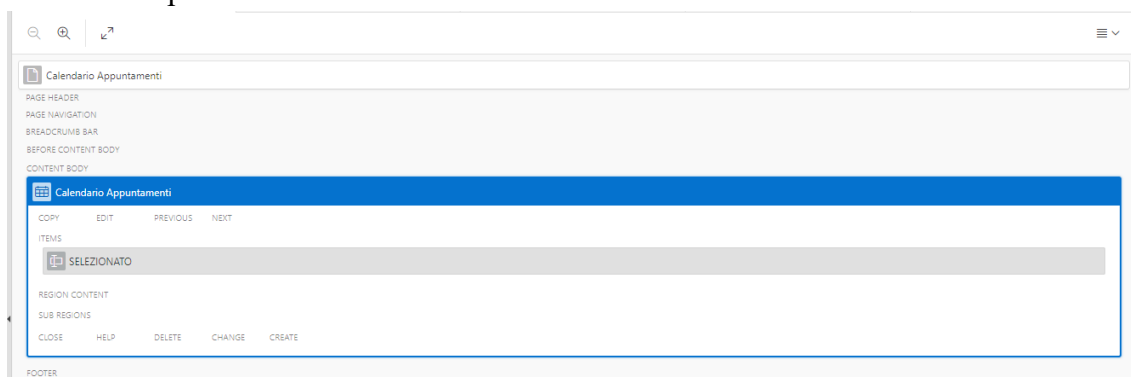 Calendario Appuntamenti
PAGE HEADER
PAGE NAVIGATION
BREADCRUMB BAR
BEFORE CONTENT BODY
CONTENT BODY
Calendario Appuntamenti
COPY EDIT PREVIOUS NEXT
ITEMS
SELEZIONATO
REGION CONTENT
SUB REGIONS
CLOSE HELP DELETE CHANGE CREATE
FOOTER